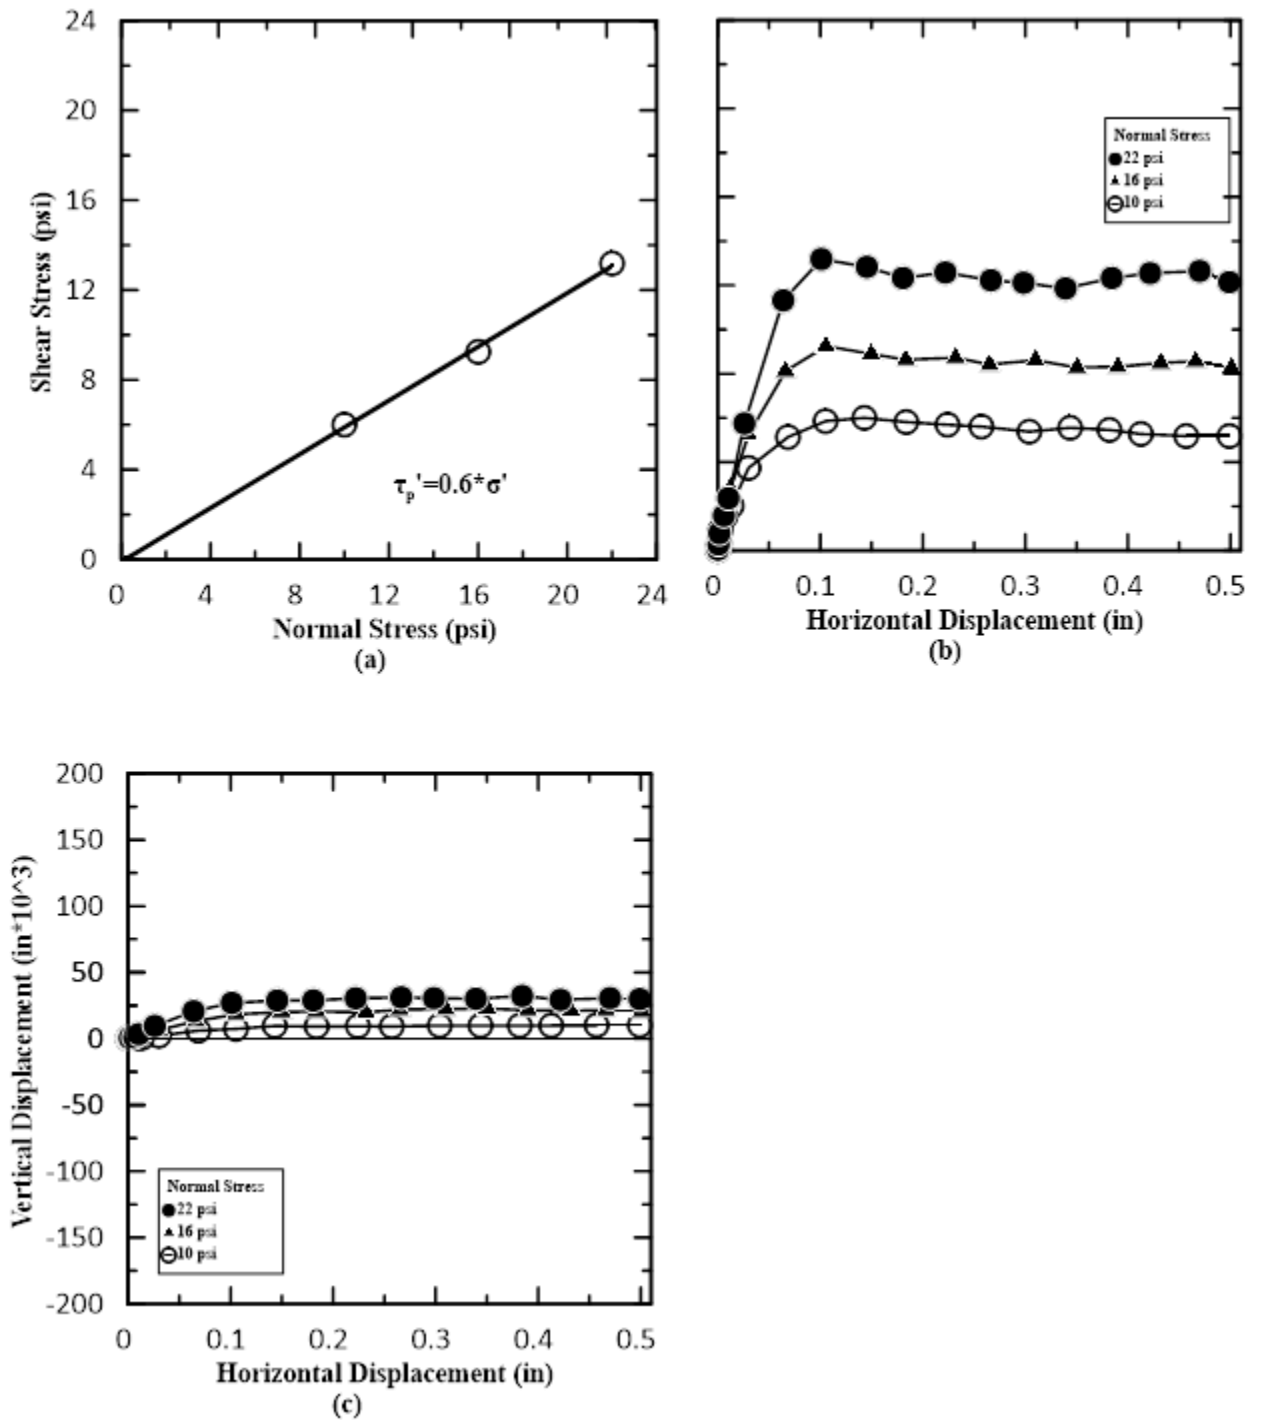 24
20
16
12
8
4
0
Shear Stress (psi)
τp'=0.6*σ'
0 4 8 12 16 20 24
Normal Stress (psi)
(a)
Normal Stress
22 psi
16 psi
10 psi
0 0.1 0.2 0.3 0.4 0.5
Horizontal Displacement (in)
(b)
200
150
100
50
0
-50
-100
-150
-200
Vertical Displacement (in*10^3)
Normal Stress
22 psi
16 psi
10 psi
0 0.1 0.2 0.3 0.4 0.5
Horizontal Displacement (in)
(c)